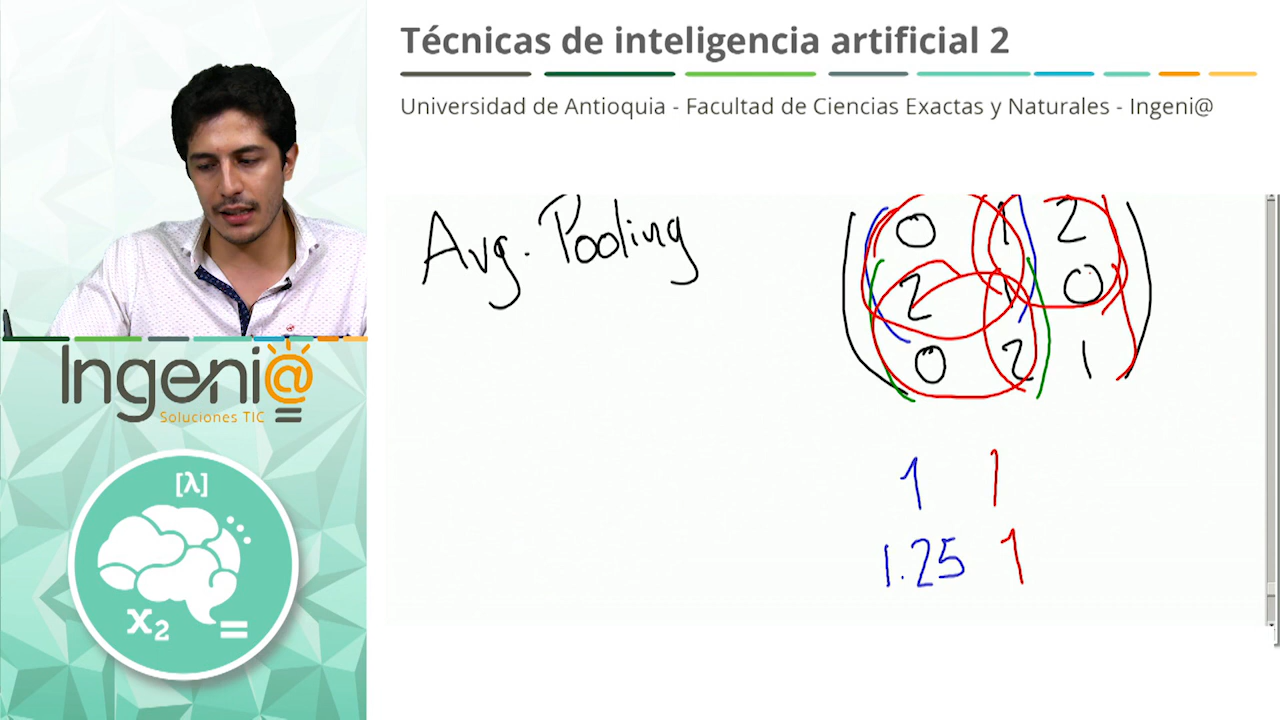 Técnicas de inteligencia artificial 2
Universidad de Antioquia - Facultad de Ciencias Exactas y Naturales - Ingeni@
Avg. Pooling
0 1 2
2 1 0
0 2 1
1 1
1.25 1
Ingeni@
Soluciones TIC
[λ]
x₂ =